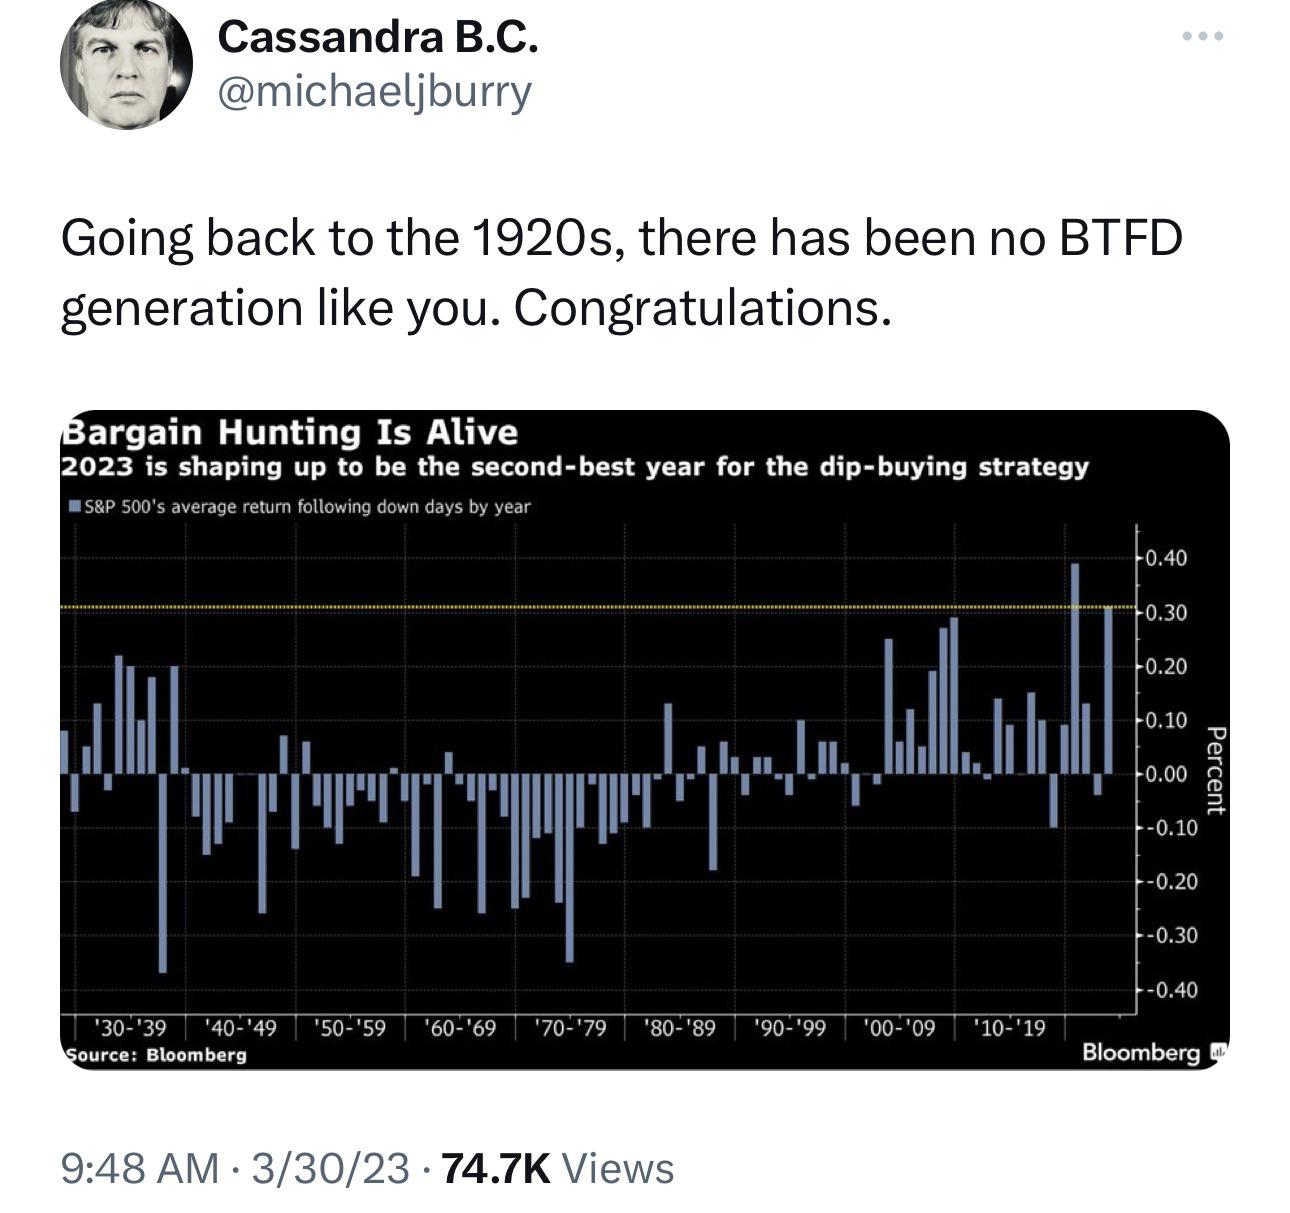 Cassandra B.C.
@michaeljburry
Going back to the 1920s, there has been no BTFD
generation like you. Congratulations.
Bargain Hunting Is Alive
2023 is shaping up to be the second-best year for the dip-buying strategy
S&P 500's average return following down days by year
0.40
0.30
0.20
0.10
0.00
-0.10
-0.20
-0.30
-0.40
Percent
'30-'39 '40-'49 '50-'59 '60-'69 '70-'79 '80-'89 '90-'99 '00-'09 '10-'19
Source: Bloomberg
Bloomberg
9:48 AM · 3/30/23 · 74.7K Views